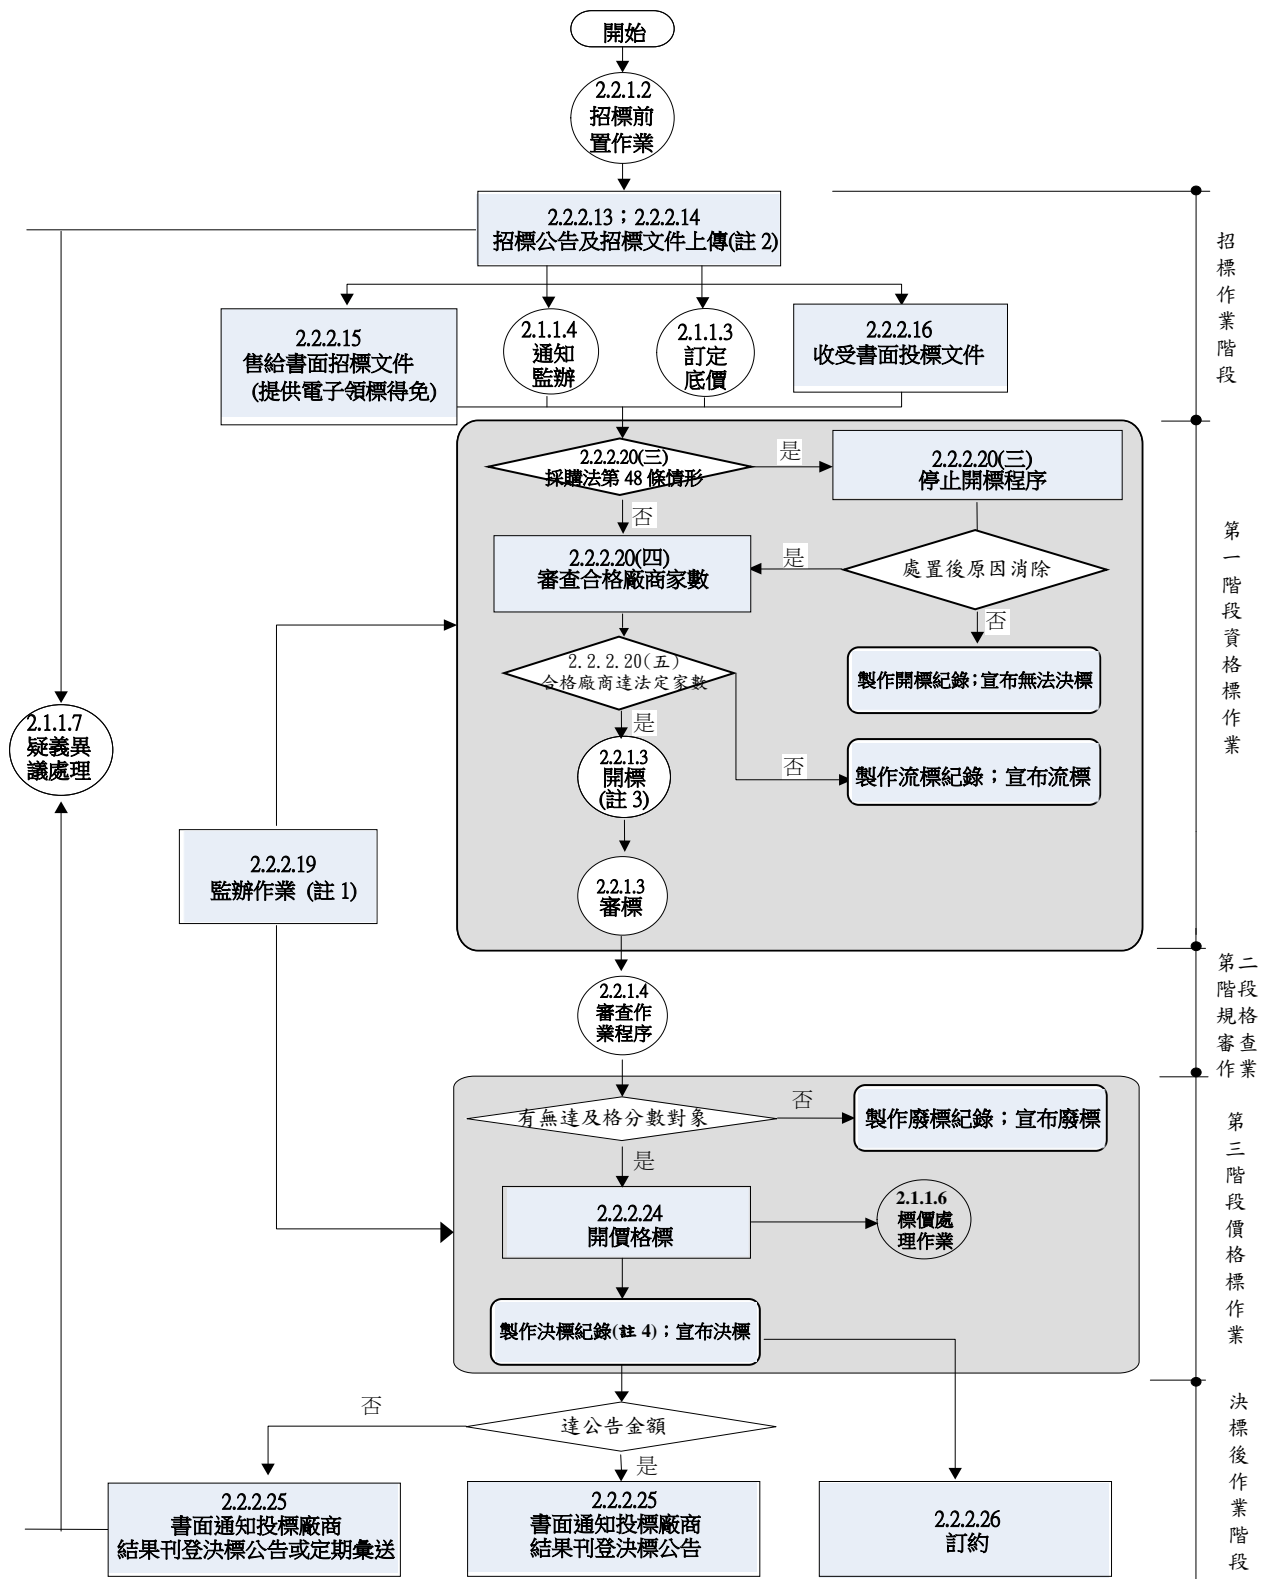 開始
2.2.1.2
招標前
置作業
2.2.2.13；2.2.2.14
招標公告及招標文件上傳(註 2)
招標作業階段
2.2.2.15
售給書面招標文件
(提供電子領標得免)
2.1.1.4
通知
監辦
2.1.1.3
訂定
底價
2.2.2.16
收受書面投標文件
2.2.2.20(三)
採購法第 48 條情形
是
2.2.2.20(三)
停止開標程序
否
2.2.2.20(四)
審查合格廠商家數
是
處置後原因消除
否
第一階段資格標作業
2.2.2.20(五)
合格廠商達法定家數
製作開標紀錄;宣布無法決標
是
2.1.1.7
疑義異
議處理
2.2.1.3
開標
(註 3)
否
製作流標紀錄；宣布流標
2.2.2.19
監辦作業 (註 1)
2.2.1.3
審標
2.2.1.4
審查作
業程序
第二
階段
規格
審查
作業
有無達及格分數對象
否
製作廢標紀錄；宣布廢標
是
2.2.2.24
開價格標
2.1.1.6
標價處
理作業
第三階段價格標作業
製作決標紀錄(註 4)；宣布決標
否
達公告金額
是
決標後作業階段
2.2.2.25
書面通知投標廠商
結果刊登決標公告或定期彙送
2.2.2.25
書面通知投標廠商
結果刊登決標公告
2.2.2.26
訂約